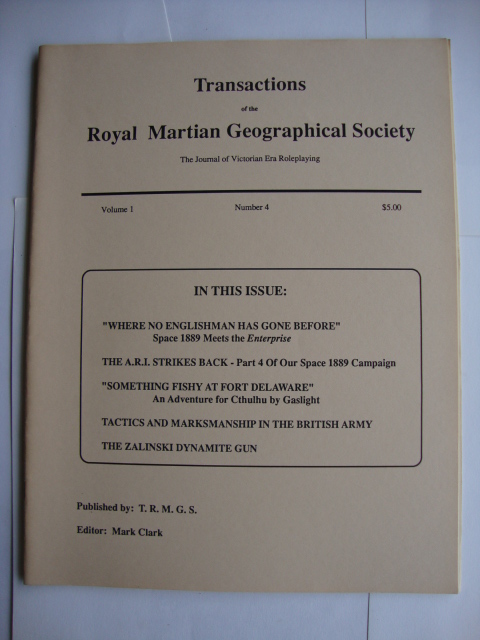 Transactions
of the
Royal Martian Geographical Society
The Journal of Victorian Era Roleplaying
Volume 1 Number 4 $5.00
IN THIS ISSUE:
"WHERE NO ENGLISHMAN HAS GONE BEFORE"
Space 1889 Meets the Enterprise
THE A.R.I. STRIKES BACK - Part 4 Of Our Space 1889 Campaign
"SOMETHING FISHY AT FORT DELAWARE"
An Adventure for Cthulhu by Gaslight
TACTICS AND MARKSMANSHIP IN THE BRITISH ARMY
THE ZALINSKI DYNAMITE GUN
Published by: T. R. M. G. S.
Editor: Mark Clark